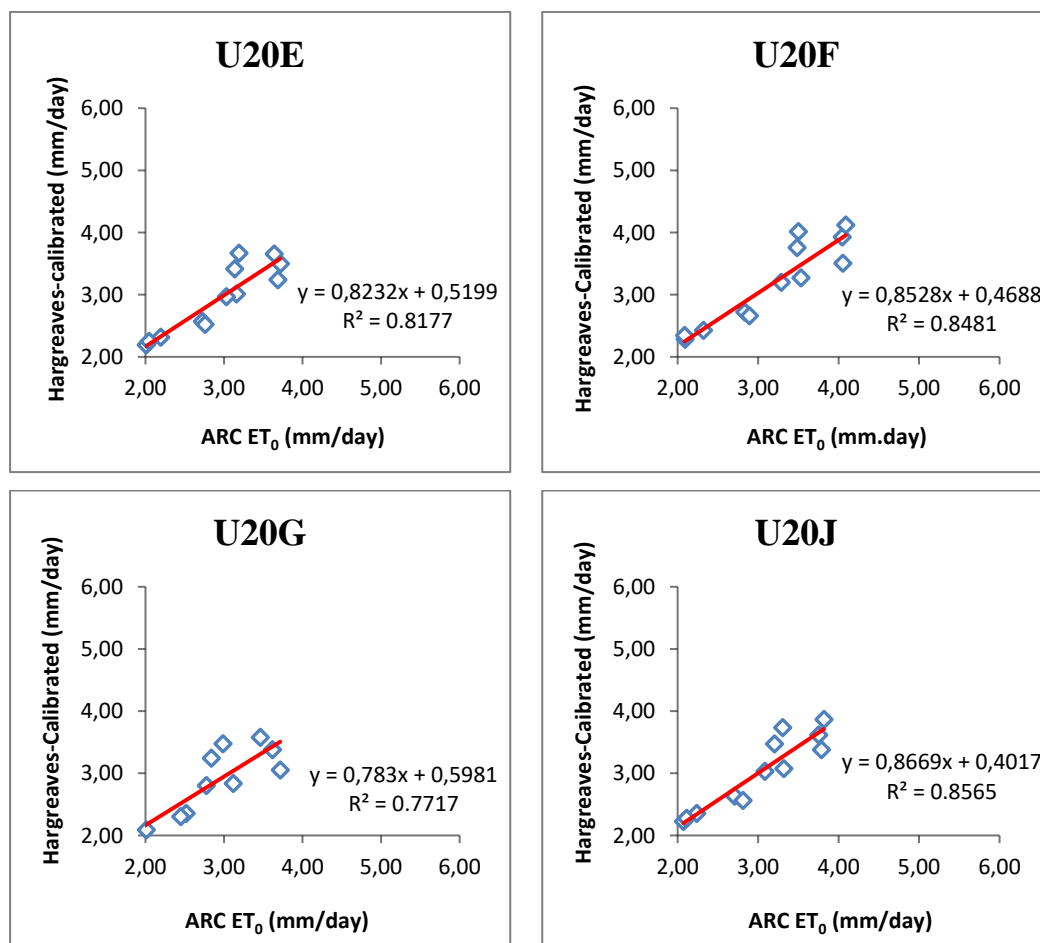 U20E
Hargreaves-calibrated (mm/day)
6,00
5,00
4,00
3,00
2,00
y = 0,8232x + 0,5199
R² = 0.8177
2,00 3,00 4,00 5,00 6,00
ARC ET₀ (mm/day)
U20F
Hargreaves-Calibrated (mm/day)
6,00
5,00
4,00
3,00
2,00
y = 0,8528x + 0,4688
R² = 0.8481
2,00 3,00 4,00 5,00 6,00
ARC ET₀ (mm.day)
U20G
Hargreaves-Calibrated (mm/day)
6,00
5,00
4,00
3,00
2,00
y = 0,783x + 0,5981
R² = 0.7717
2,00 3,00 4,00 5,00 6,00
ARC ET₀ (mm/day)
U20J
Hargreaves-Caibrated (mm/day)
6,00
5,00
4,00
3,00
2,00
y = 0,8669x + 0,4017
R² = 0.8565
2,00 3,00 4,00 5,00 6,00
ARC ET₀ (mm/day)